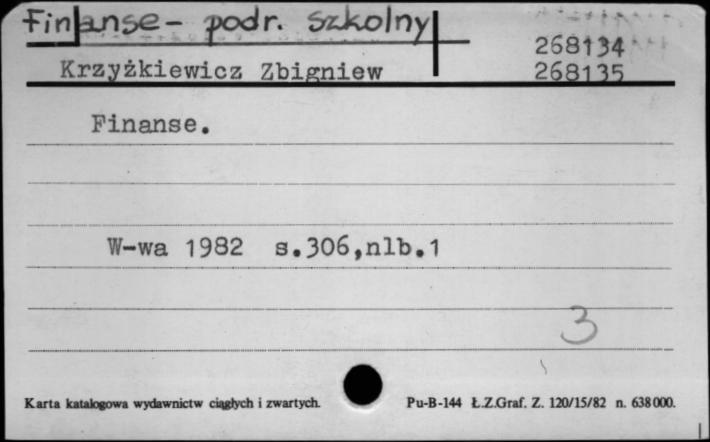 Finanse - podr. szkolny
268134
Krzyżkiewicz Zbigniew 268135
Finanse.
W-wa 1982 s.306,nlb.1
3
Karta katalogowa wydawnictw ciągłych i zwartych. Pu-B-144 Ł.Z.Graf. Z. 120/15/82 n. 638000.